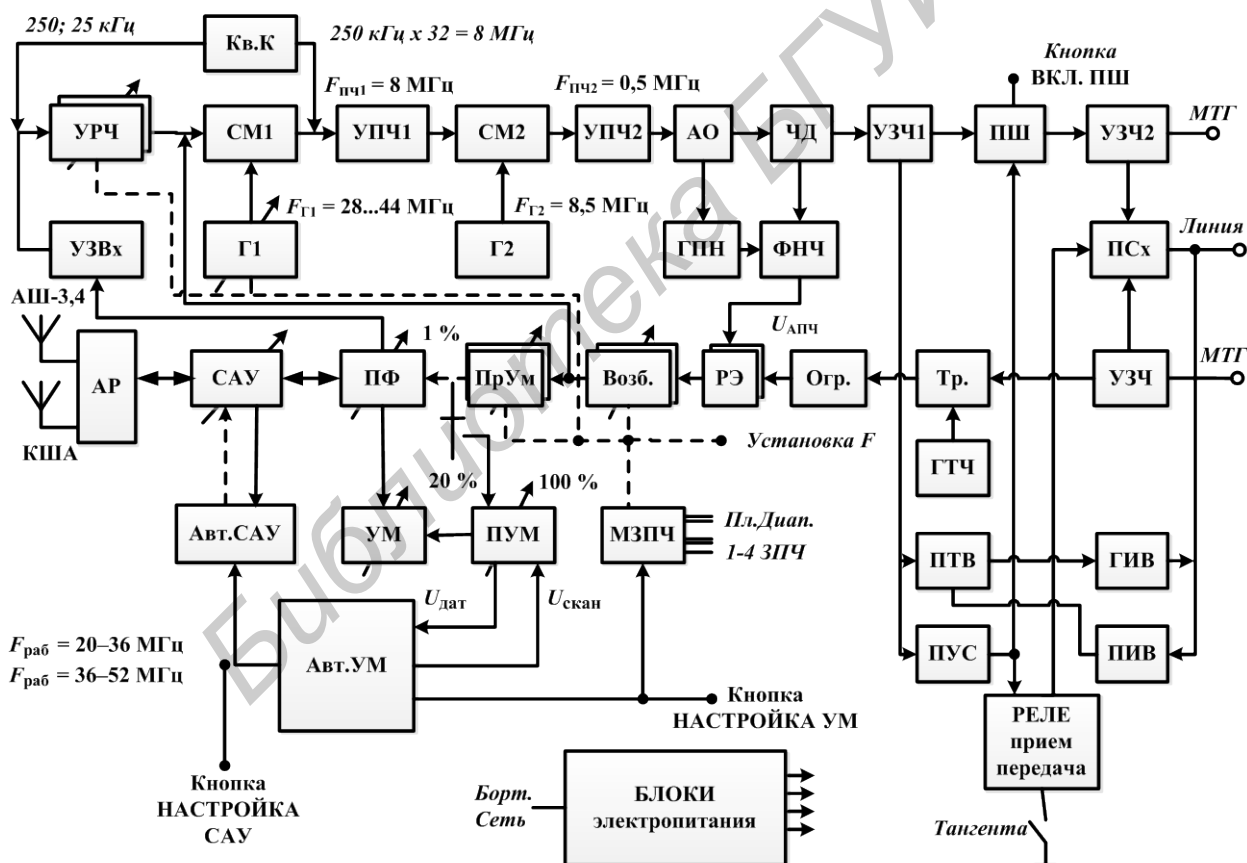 250; 25 кГц
Кв.К
250 кГц x 32 = 8 МГц
Кнопка
ВКЛ. ПШ
FПЧ1 = 8 МГц
FПЧ2 = 0,5 МГц
МТГ
УРЧ
СМ1
УПЧ1
СМ2
УПЧ2
АО
ЧД
УЗЧ1
ПШ
УЗЧ2
FГ1 = 28...44 МГц
FГ2 = 8,5 МГц
Линия
УЗВх
Г1
Г2
ГПН
ФНЧ
ПСх
АШ-3,4
UАПЧ
1 %
МТГ
АР
САУ
ПФ
ПрУм
Возб.
РЭ
Огр.
Тр.
УЗЧ
КША
Установка F
ГТЧ
20 %
100 %
Авт.САУ
УМ
ПУМ
МЗПЧ
Пл.Диап.
1-4 ЗПЧ
ПТВ
ГИВ
Uдат
Uскан
Fраб = 20–36 МГц
Fраб = 36–52 МГц
Авт.УМ
ПУС
ПИВ
Кнопка
НАСТРОЙКА УМ
РЕЛЕ
прием
передача
Кнопка
НАСТРОЙКА
САУ
Борт.
Сеть
БЛОКИ
электропитания
Тангента
Библиотека БГУИ